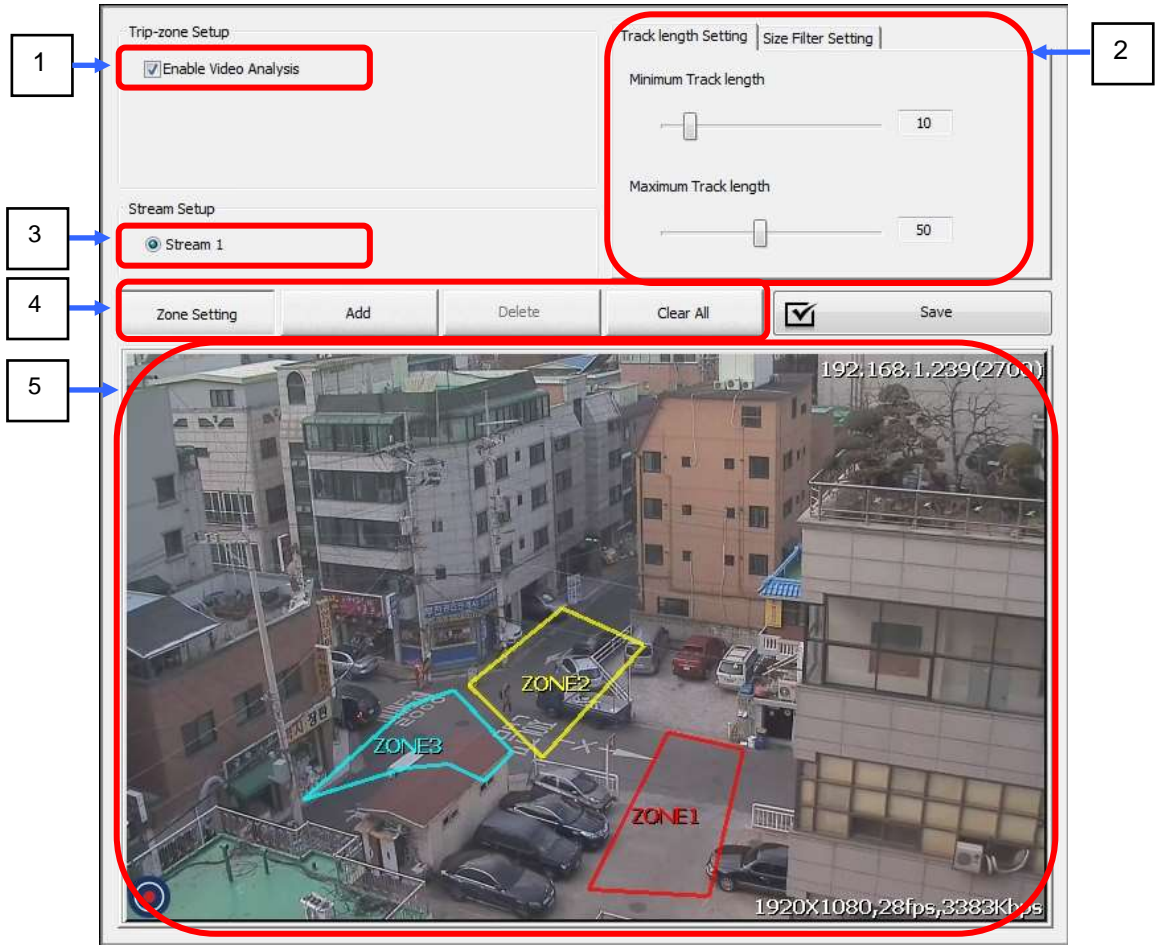 Trip-zone Setup
Track length Setting
Size Filter Setting
1
Enable Video Analysis
2
Minimum Track length
10
Maximum Track length
Stream Setup
50
3
Stream 1
4
Zone Setting
Add
Delete
Clear All
Save
5
192.168.1.239(2700)
ZONE2
ZONE3
ZONE1
1920X1080,28fps,3383Kbps